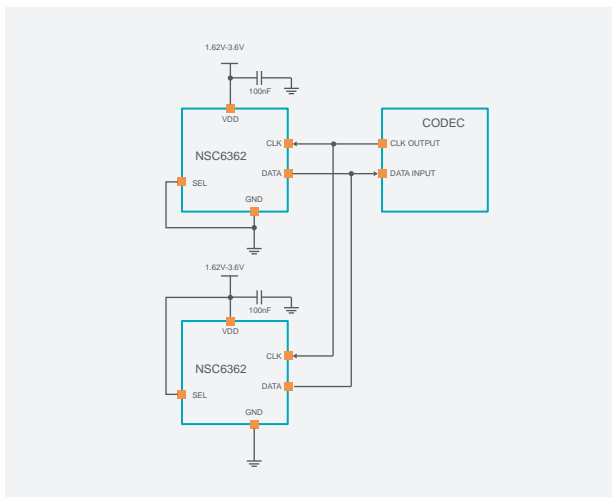 1.62V-3.6V
100nF
VDD
CODEC
CLK
CLK OUTPUT
NSC6362
DATA
DATA INPUT
SEL
GND
1.62V-3.6V
100nF
VDD
CLK
NSC6362
DATA
SEL
GND